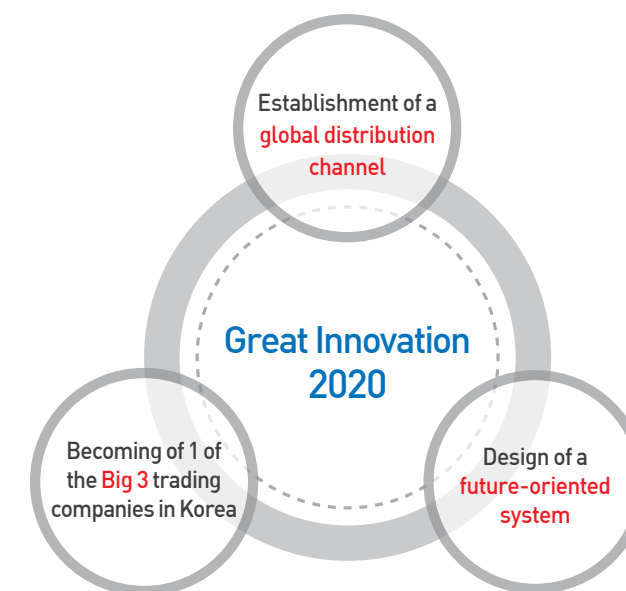 Establishment of a
global distribution
channel
Great Innovation
2020
Becoming of 1 of
the Big 3 trading
companies in Korea
Design of a
future-oriented
system